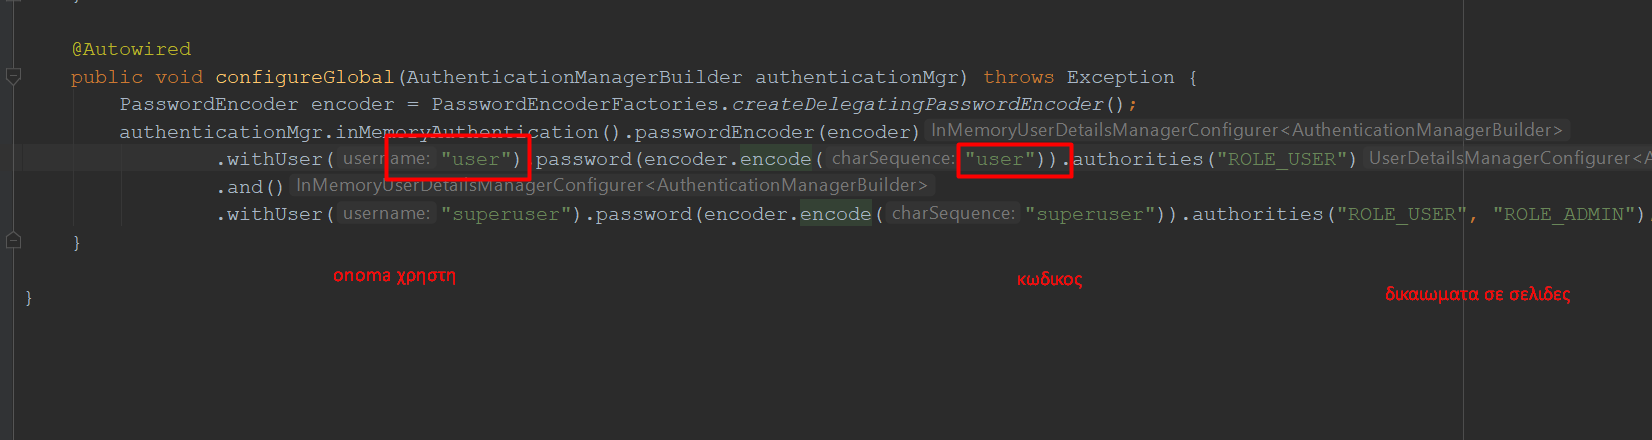 }
@Autowired
public void configureGlobal(AuthenticationManagerBuilder authenticationMgr) throws Exception {
PasswordEncoder encoder = PasswordEncoderFactories.createDelegatingPasswordEncoder();
authenticationMgr.inMemoryAuthentication().passwordEncoder(encoder) InMemoryUserDetailsManagerConfigurer<AuthenticationManagerBuilder>
.withUser( username: "user").password(encoder.encode( charSequence: "user")).authorities("ROLE_USER") UserDetailsManagerConfigurer<A
.and() InMemoryUserDetailsManagerConfigurer<AuthenticationManagerBuilder>
.withUser( username: "superuser").password(encoder.encode( charSequence: "superuser")).authorities("ROLE_USER", "ROLE_ADMIN");
}
onoma χρηστη κωδικος δικαιωματα σε σελιδες
}